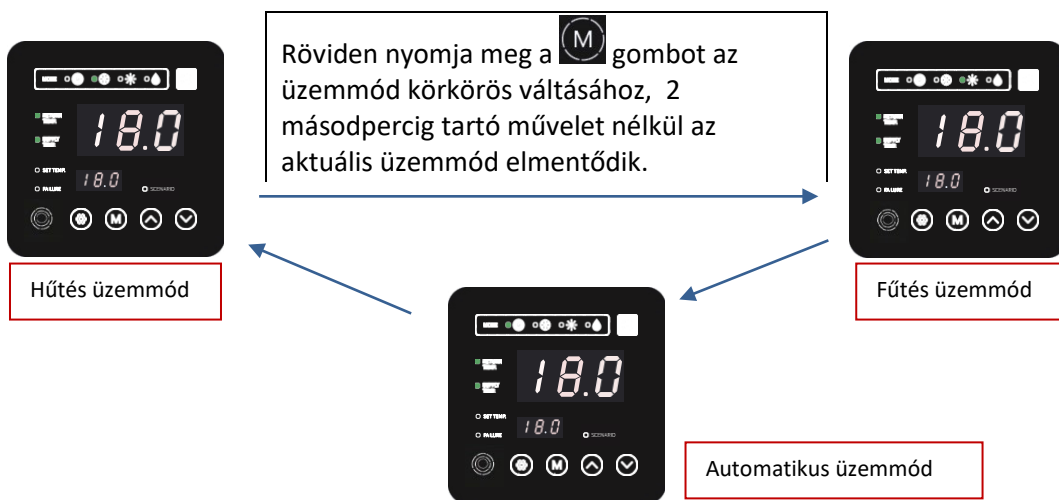 Röviden nyomja meg a M gombot az
üzemmód körkörös váltásához, 2
másodpercig tartó művelet nélkül az
aktuális üzemmód elmentődik.
18.0
SET TEMP.
18.0
FAILURE
SCENARIO
M
Hűtés üzemmód
18.0
SET TEMP.
18.0
FAILURE
SCENARIO
M
Fűtés üzemmód
18.0
SET TEMP.
18.0
FAILURE
SCENARIO
M
Automatikus üzemmód